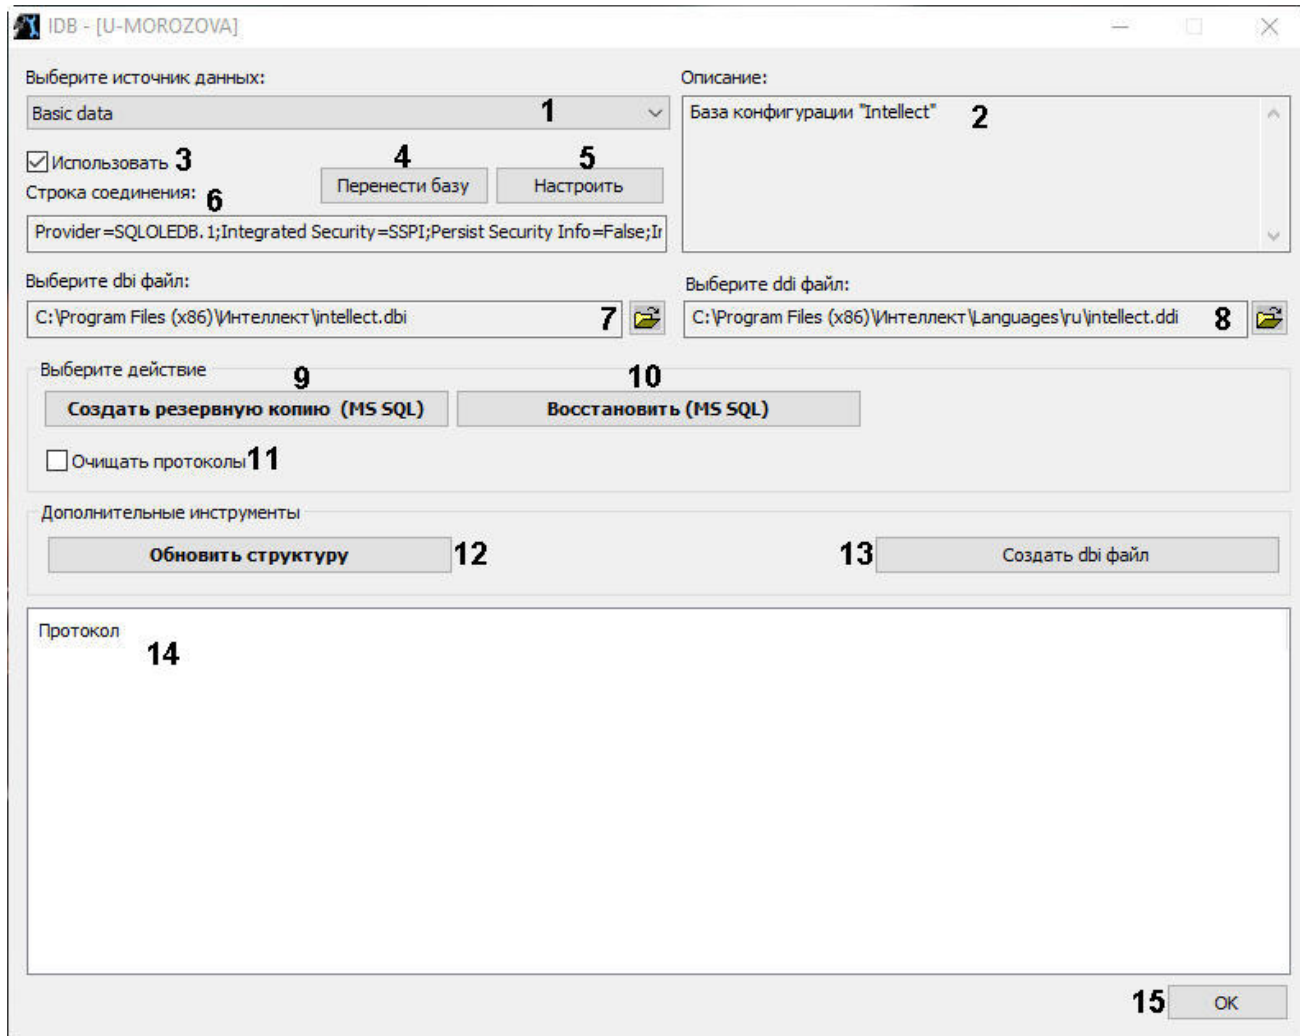 IDB - [U-MOROZOVA]
Выберите источник данных:
Описание:
Basic data 1
База конфигурации "Intellect" 2
Использовать 3
4
5
Строка соединения: 6
Перенести базу
Настроить
Provider=SQLOLEDB.1;Integrated Security=SSPI;Persist Security Info=False;Ir
Выберите dbi файл:
Выберите ddi файл:
C:\Program Files (x86)\Интеллект\intellect.dbi 7
C:\Program Files (x86)\Интеллект\Languages\ru\intellect.ddi 8
Выберите действие
9
10
Создать резервную копию (MS SQL)
Восстановить (MS SQL)
Очищать протоколы 11
Дополнительные инструменты
Обновить структуру 12
13 Создать dbi файл
Протокол
14
15 OK